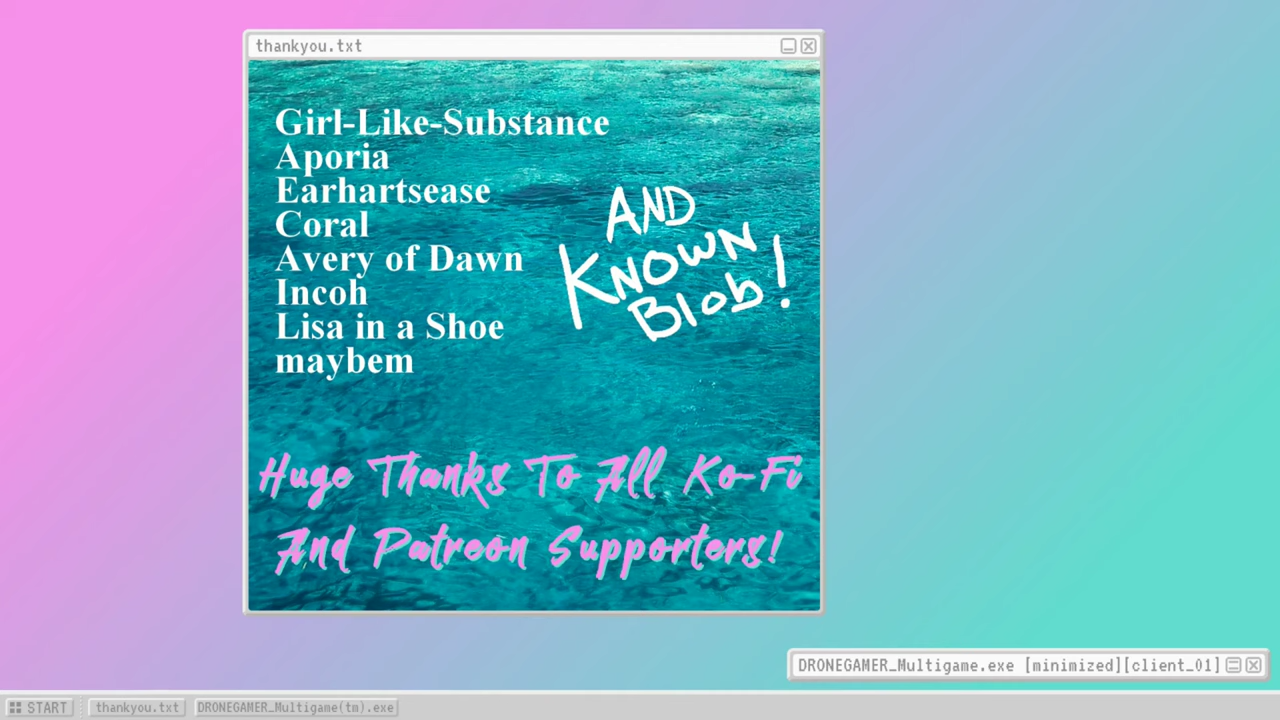 thankyou.txt
Girl-Like-Substance
Aporia
Earhartsease
Coral
Avery of Dawn
Incoh
Lisa in a Shoe
maybem
AND
KNOWN
Blob!
Huge Thanks To All Ko-Fi
And Patreon Supporters!
DRONEGAMER_Multigame.exe [minimized][client_01]
START
thankyou.txt
DRONEGAMER_Multigame(tm).exe